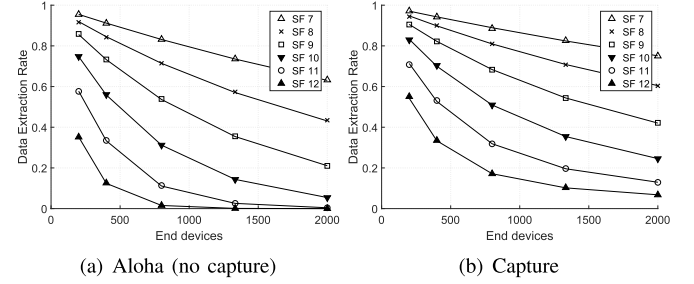 1
0.8
0.6
0.4
0.2
0
Data Extraction Rate
0 500 1000 1500 2000
End devices
SF 7
SF 8
SF 9
SF 10
SF 11
SF 12
(a) Aloha (no capture)
1
0.8
0.6
0.4
0.2
0
Data Extraction Rate
0 500 1000 1500 2000
End devices
SF 7
SF 8
SF 9
SF 10
SF 11
SF 12
(b) Capture